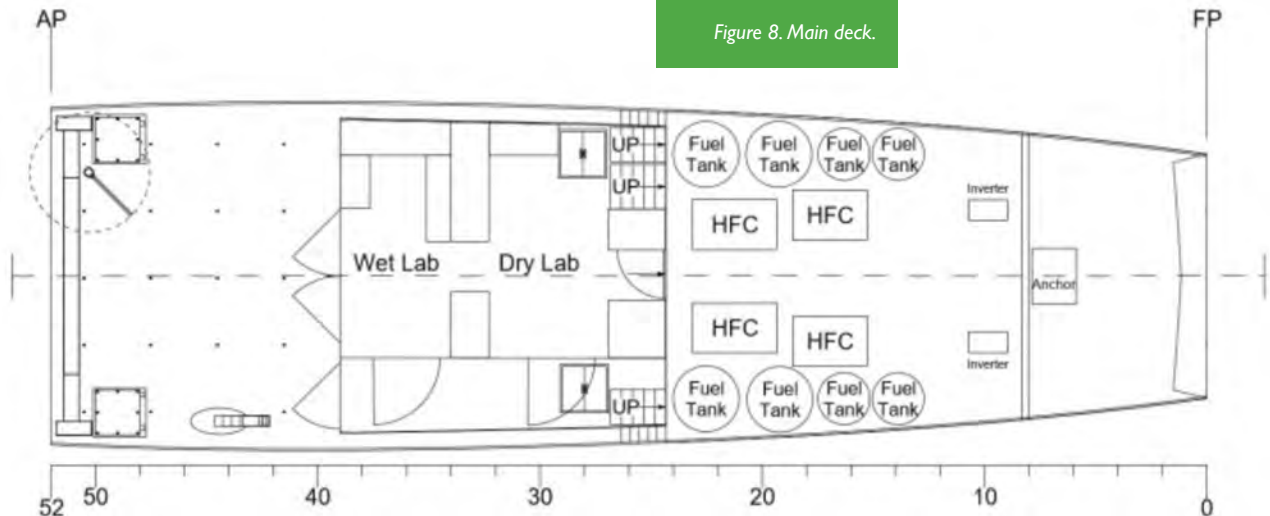 AP
Figure 8. Main deck.
FP
UP
Fuel
Tank
Fuel
Tank
Fuel
Tank
Fuel
Tank
UP
Inverter
HFC
HFC
Wet Lab
Dry Lab
Anchor
HFC
HFC
Inverter
UP
Fuel
Tank
Fuel
Tank
Fuel
Tank
Fuel
Tank
52
50
40
30
20
10
0